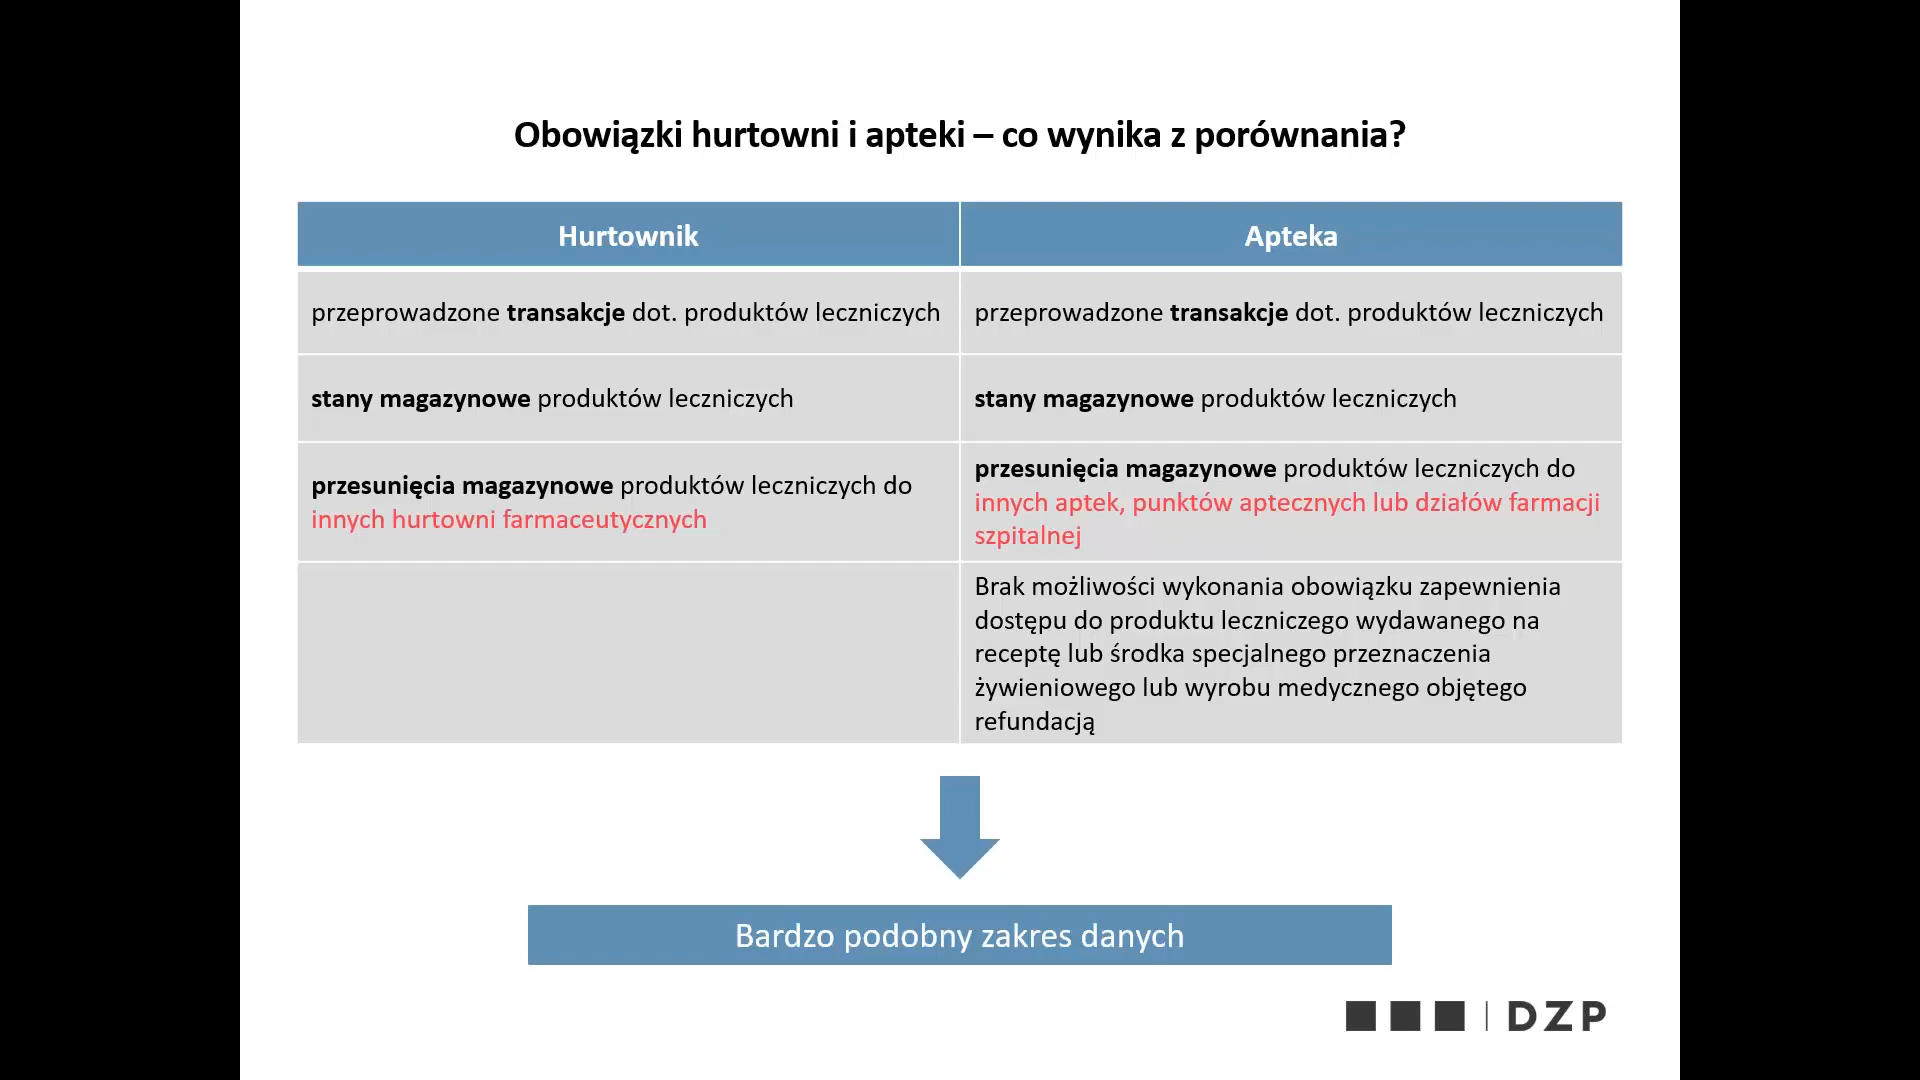 Obowiązki hurtowni i apteki – co wynika z porównania?
Hurtownik
Apteka
przeprowadzone transakcje dot. produktów leczniczych
przeprowadzone transakcje dot. produktów leczniczych
stany magazynowe produktów leczniczych
stany magazynowe produktów leczniczych
przesunięcia magazynowe produktów leczniczych do
innych hurtowni farmaceutycznych
przesunięcia magazynowe produktów leczniczych do
innych aptek, punktów aptecznych lub działów farmacji
szpitalnej
Brak możliwości wykonania obowiązku zapewnienia
dostępu do produktu leczniczego wydawanego na
receptę lub środka specjalnego przeznaczenia
żywieniowego lub wyrobu medycznego objętego
refundacją
Bardzo podobny zakres danych
DZP